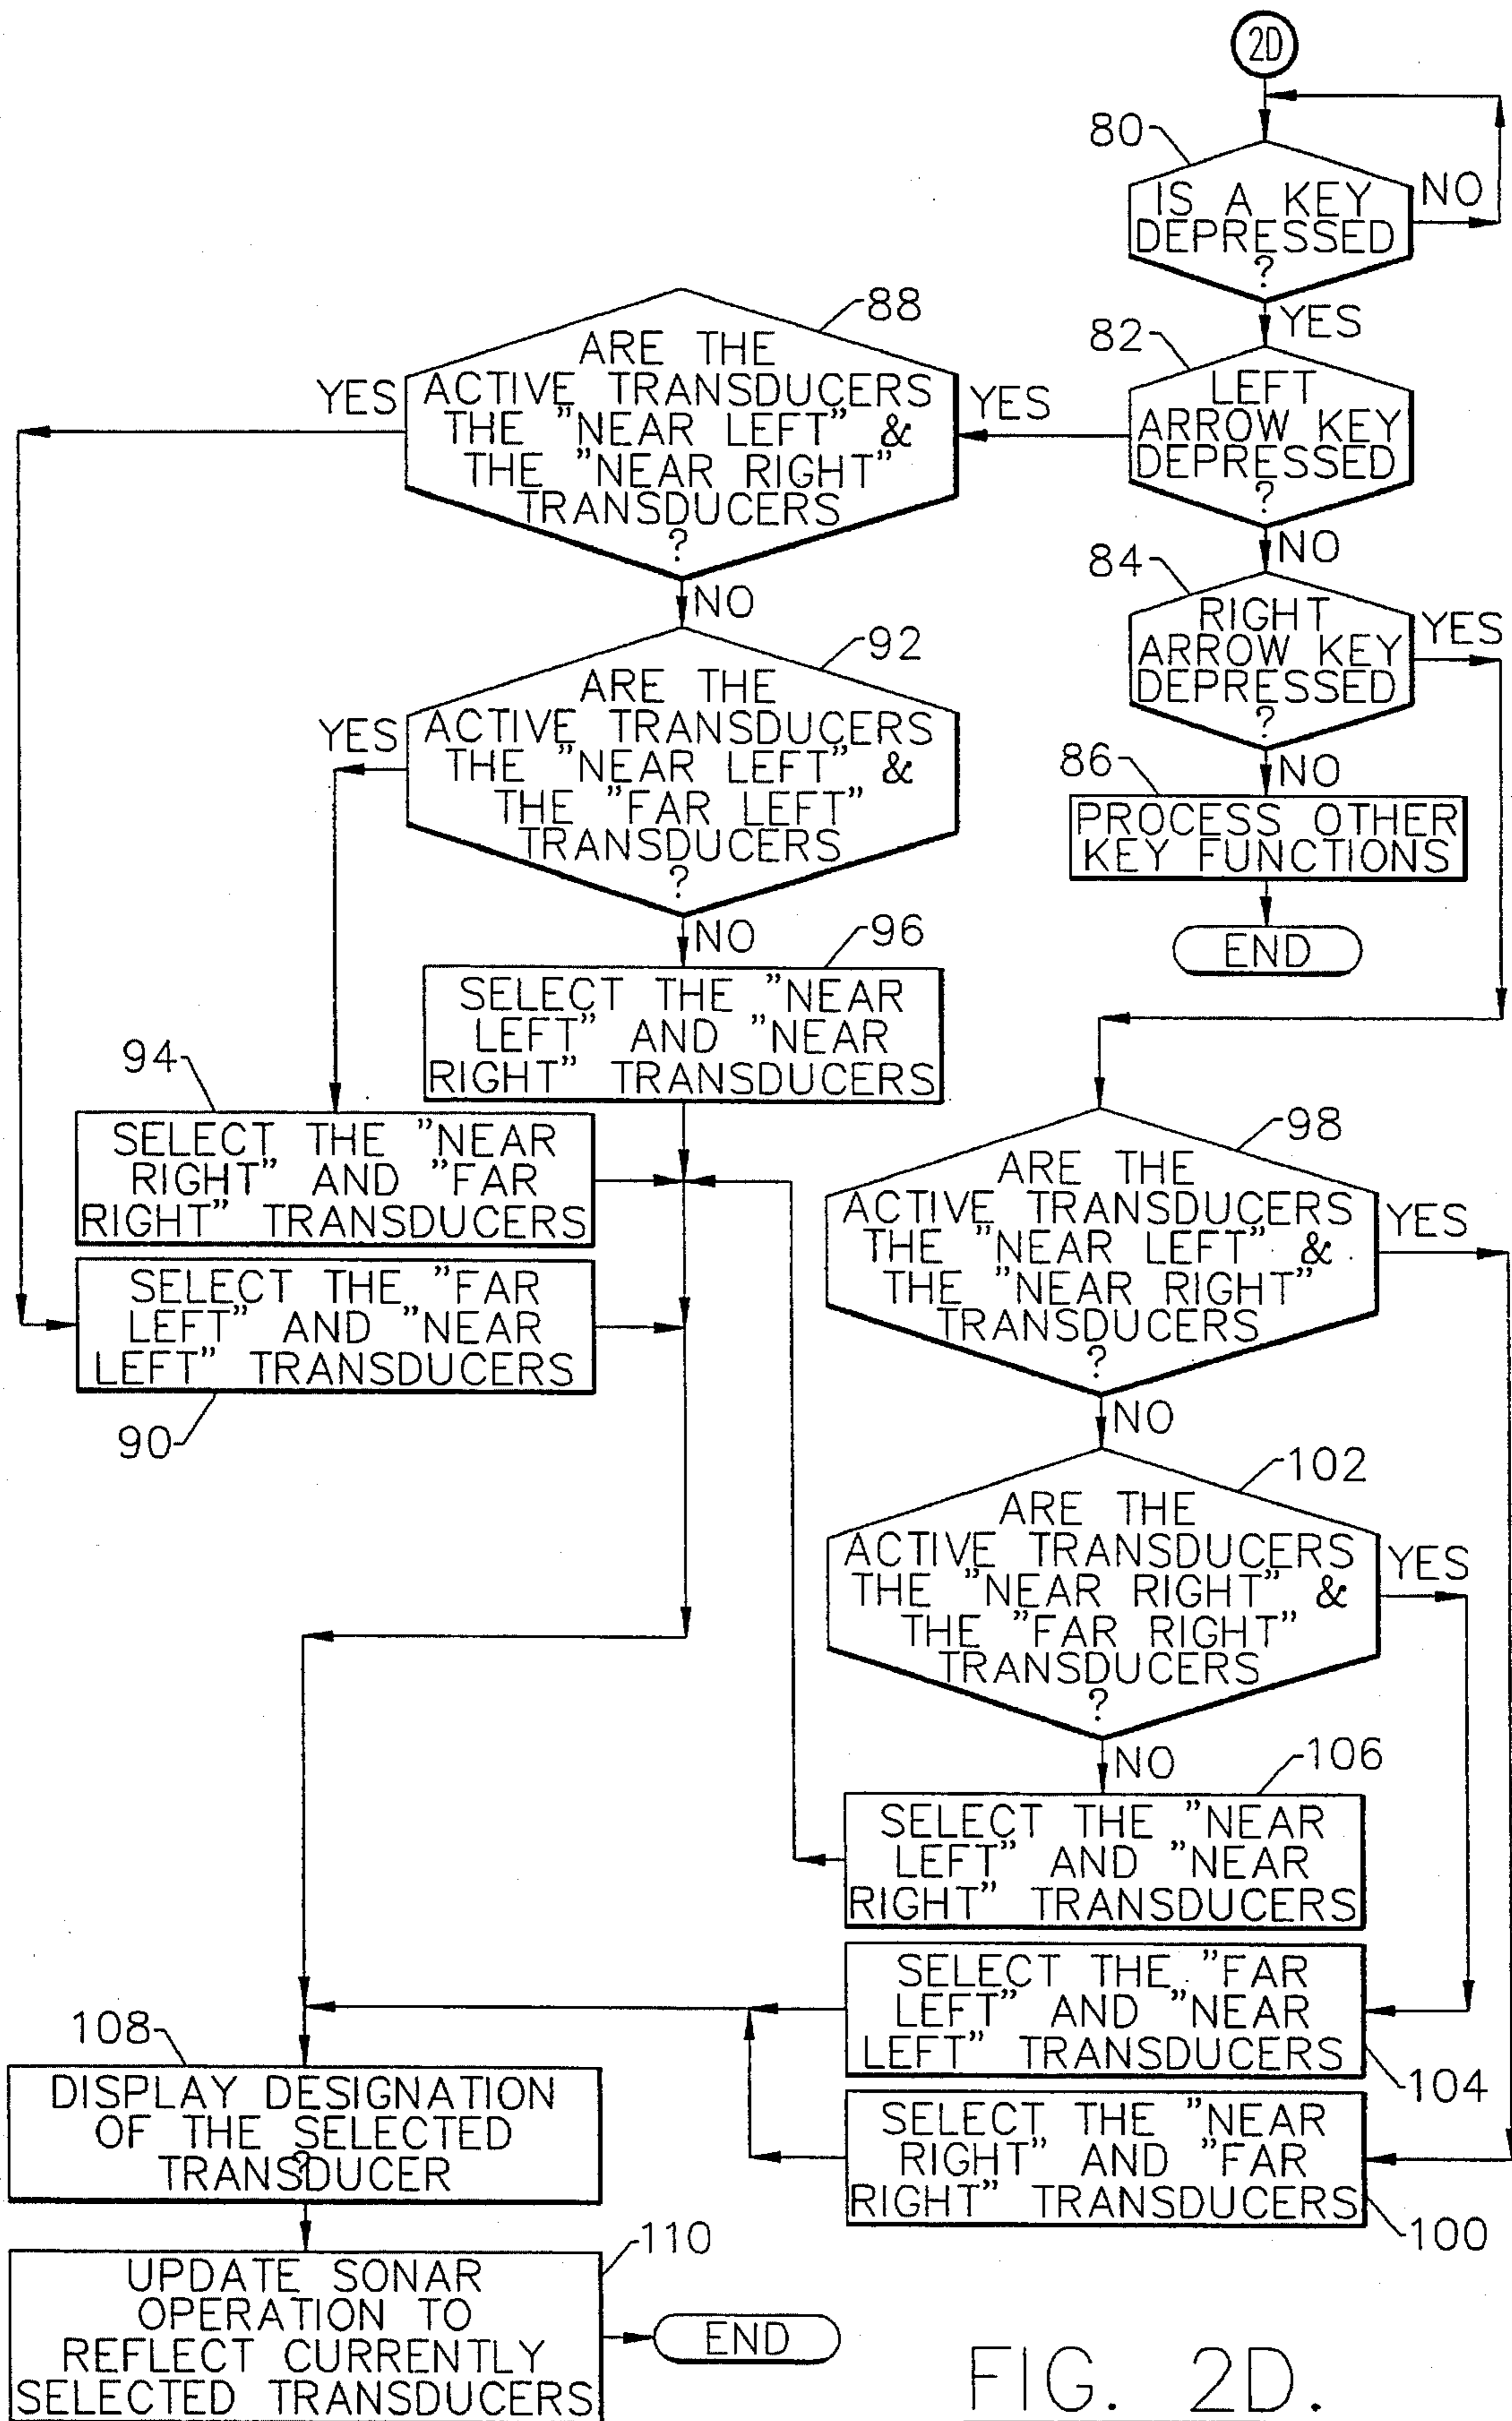 2D
80
IS A KEY
DEPRESSED
?
NO
YES
82
LEFT
ARROW KEY
DEPRESSED
?
YES
NO
88
ARE THE
ACTIVE TRANSDUCERS
THE "NEAR LEFT" &
THE "NEAR RIGHT"
TRANSDUCERS
?
YES
NO
84
RIGHT
ARROW KEY
DEPRESSED
?
YES
NO
86
PROCESS OTHER
KEY FUNCTIONS
END
92
ARE THE
ACTIVE TRANSDUCERS
THE "NEAR LEFT" &
THE "FAR LEFT"
TRANSDUCERS
?
YES
NO
96
SELECT THE "NEAR
LEFT" AND "NEAR
RIGHT" TRANSDUCERS
94
SELECT THE "NEAR
RIGHT" AND "FAR
RIGHT" TRANSDUCERS
SELECT THE "FAR
LEFT" AND "NEAR
LEFT" TRANSDUCERS
90
98
ARE THE
ACTIVE TRANSDUCERS
THE "NEAR LEFT" &
THE "NEAR RIGHT"
TRANSDUCERS
?
YES
NO
102
ARE THE
ACTIVE TRANSDUCERS
THE "NEAR RIGHT" &
THE "FAR RIGHT"
TRANSDUCERS
?
YES
NO
106
SELECT THE "NEAR
LEFT" AND "NEAR
RIGHT" TRANSDUCERS
SELECT THE "FAR
LEFT" AND "NEAR
LEFT" TRANSDUCERS
104
SELECT THE "NEAR
RIGHT" AND "FAR
RIGHT" TRANSDUCERS
100
108
DISPLAY DESIGNATION
OF THE SELECTED
TRANSDUCER
?
110
UPDATE SONAR
OPERATION TO
REFLECT CURRENTLY
SELECTED TRANSDUCERS
END
FIG. 2D.